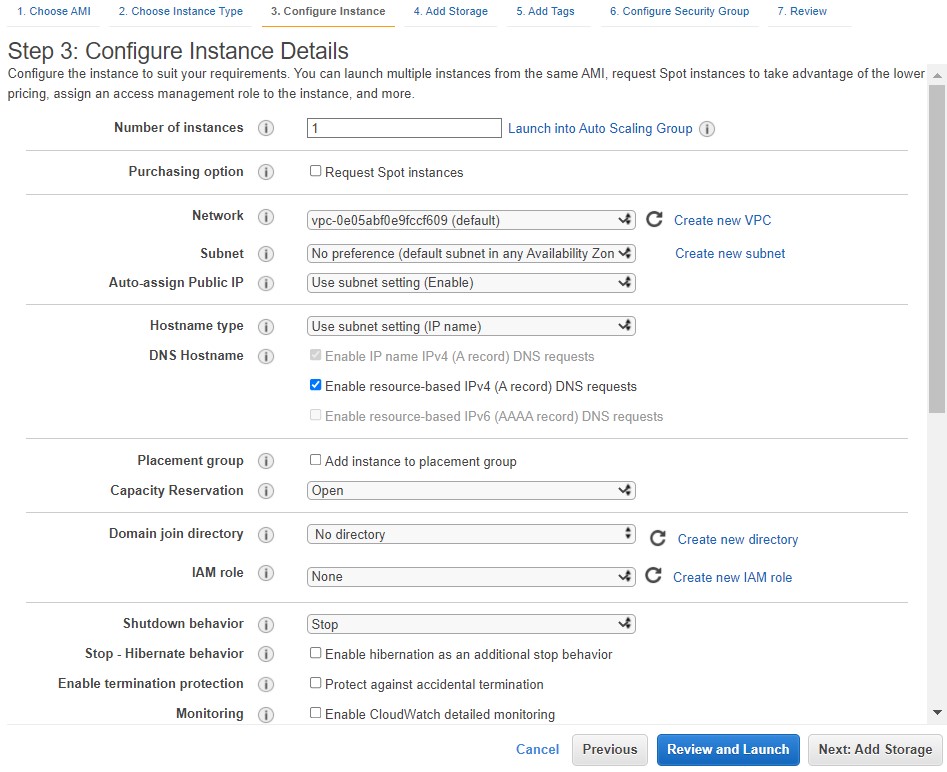 1. Choose AMI 2. Choose Instance Type 3. Configure Instance 4. Add Storage 5. Add Tags 6. Configure Security Group 7. Review
Step 3: Configure Instance Details
Configure the instance to suit your requirements. You can launch multiple instances from the same AMI, request Spot instances to take advantage of the lower
pricing, assign an access management role to the instance, and more.
Number of instances i 1 Launch into Auto Scaling Group i
Purchasing option i Request Spot instances
Network i vpc-0e05abf0e9fccf609 (default) Create new VPC
Subnet i No preference (default subnet in any Availability Zon Create new subnet
Auto-assign Public IP i Use subnet setting (Enable)
Hostname type i Use subnet setting (IP name)
DNS Hostname i Enable IP name IPv4 (A record) DNS requests
Enable resource-based IPv4 (A record) DNS requests
Enable resource-based IPv6 (AAAA record) DNS requests
Placement group i Add instance to placement group
Capacity Reservation i Open
Domain join directory i No directory Create new directory
IAM role i None Create new IAM role
Shutdown behavior i Stop
Stop - Hibernate behavior i Enable hibernation as an additional stop behavior
Enable termination protection i Protect against accidental termination
Monitoring i Enable CloudWatch detailed monitoring
Cancel Previous Review and Launch Next: Add Storage